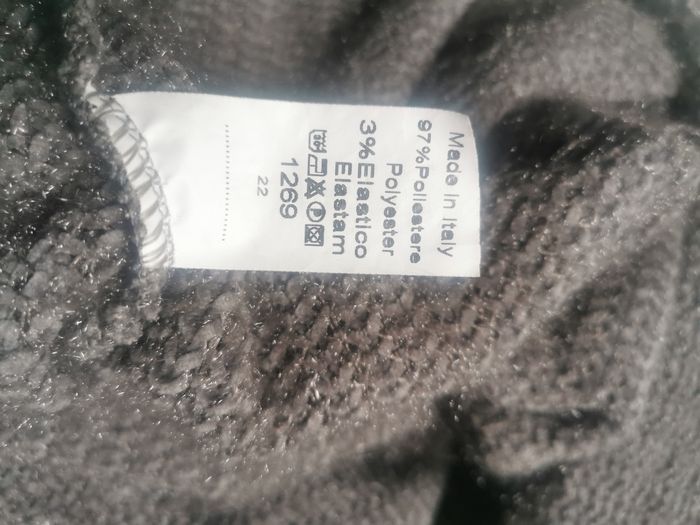 Made in Italy
97%Poliestere
Polyester
3%Elastico
Elastam
1269
22